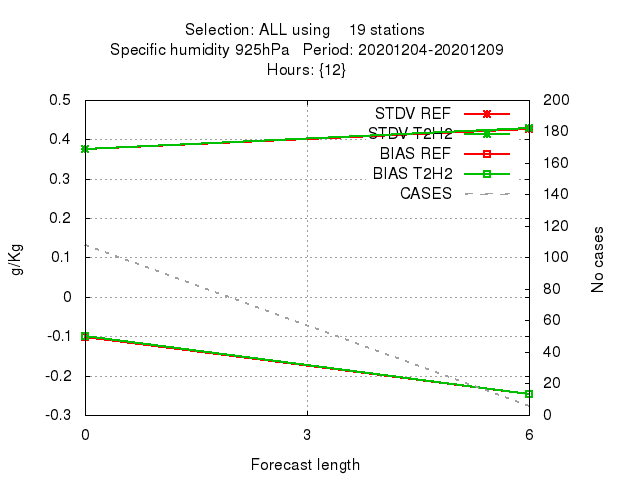 Selection: ALL using 19 stations
Specific humidity 925hPa Period: 20201204-20201209
Hours: {12}
0.5
0.4
0.3
0.2
0.1
0
-0.1
-0.2
-0.3
g/Kg
STDV REF
STDV T2H2
BIAS REF
BIAS T2H2
CASES
200
180
160
140
120
100
80
60
40
20
0
No cases
0 3 6
Forecast length